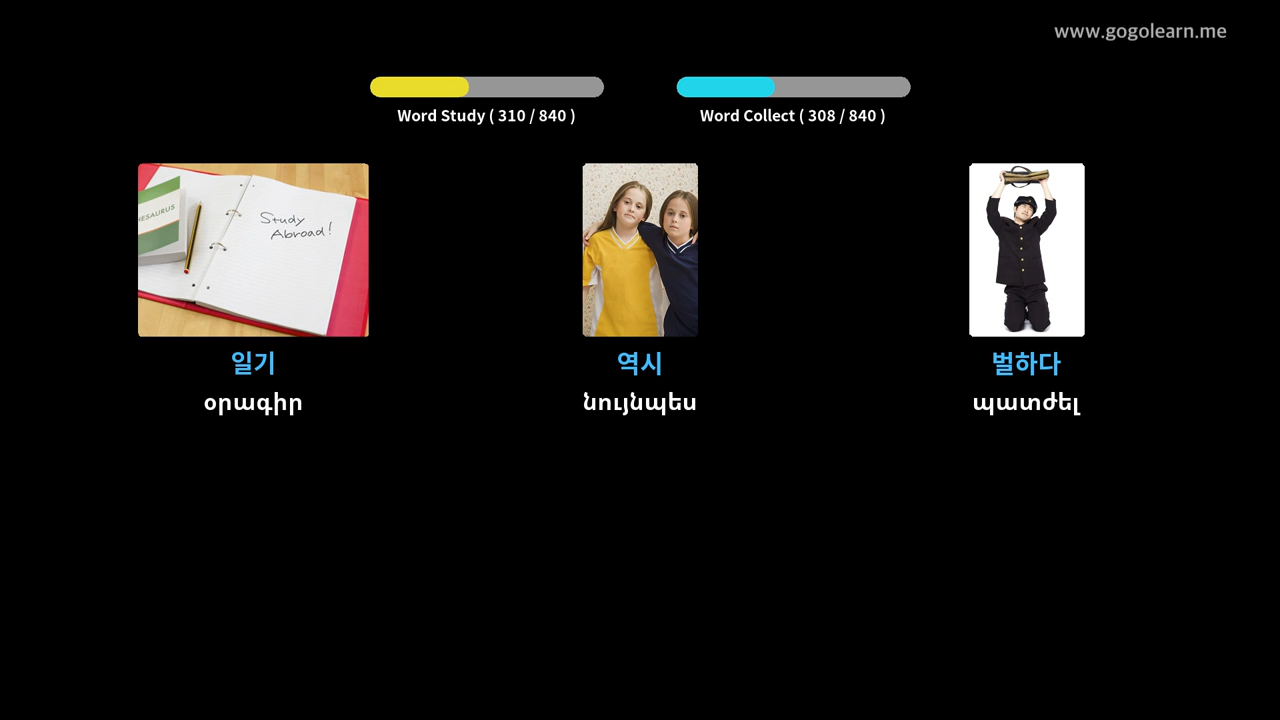 www.gogolearn.me
Word Study ( 310 / 840 )
Word Collect ( 308 / 840 )
HESAURUS
Study
Abroad!
일기
역시
벌하다
օրագիր
նույնպես
պատժել